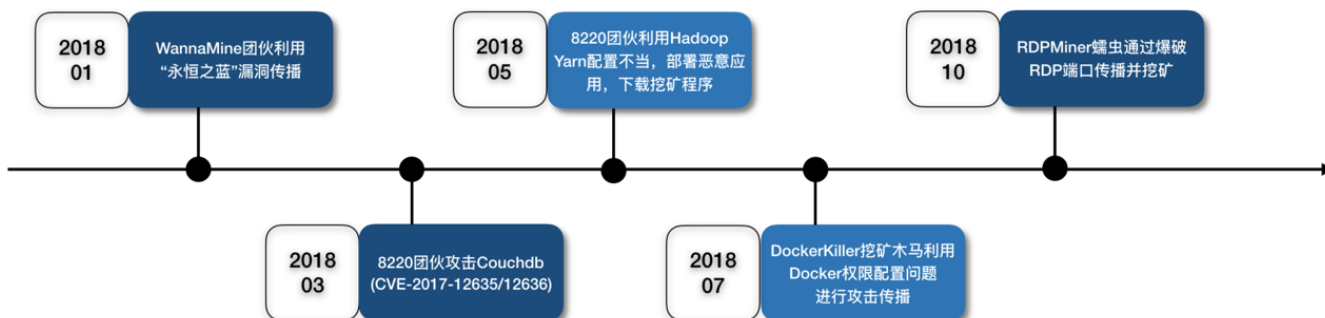 2018
01
WannaMine团伙利用
“永恒之蓝”漏洞传播
2018
05
8220团伙利用Hadoop
Yarn配置不当，部署恶意应
用，下载挖矿程序
2018
10
RDPMiner蠕虫通过爆破
RDP端口传播并挖矿
2018
03
8220团伙攻击Couchdb
(CVE-2017-12635/12636)
2018
07
DockerKiller挖矿木马利用
Docker权限配置问题
进行攻击传播